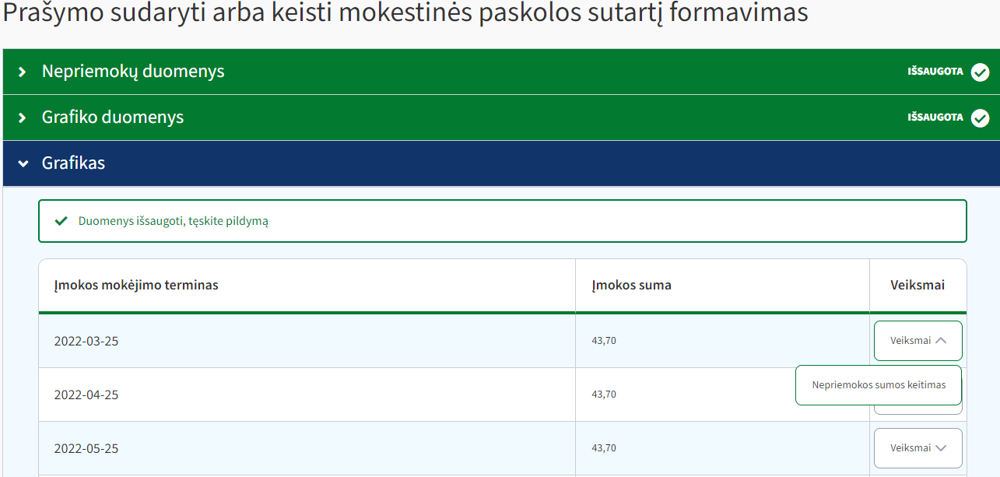 Prašymo sudaryti arba keisti mokestinės paskolos sutartį formavimas
Nepriemokų duomenys IŠSAUGOTA
Grafiko duomenys IŠSAUGOTA
Grafikas
Duomenys išsaugoti, tęskite pildymą
Įmokos mokėjimo terminas Įmokos suma Veiksmai
2022-03-25 43,70 Veiksmai
Nepriemokos sumos keitimas
2022-04-25 43,70
2022-05-25 43,70 Veiksmai